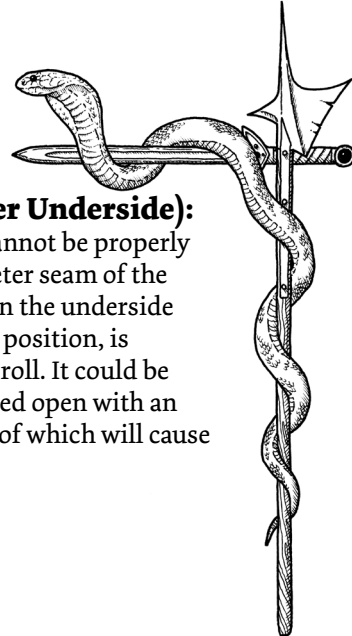 er Underside):
annot be properly
eter seam of the
n the underside
position, is
roll. It could be
ed open with an
of which will cause